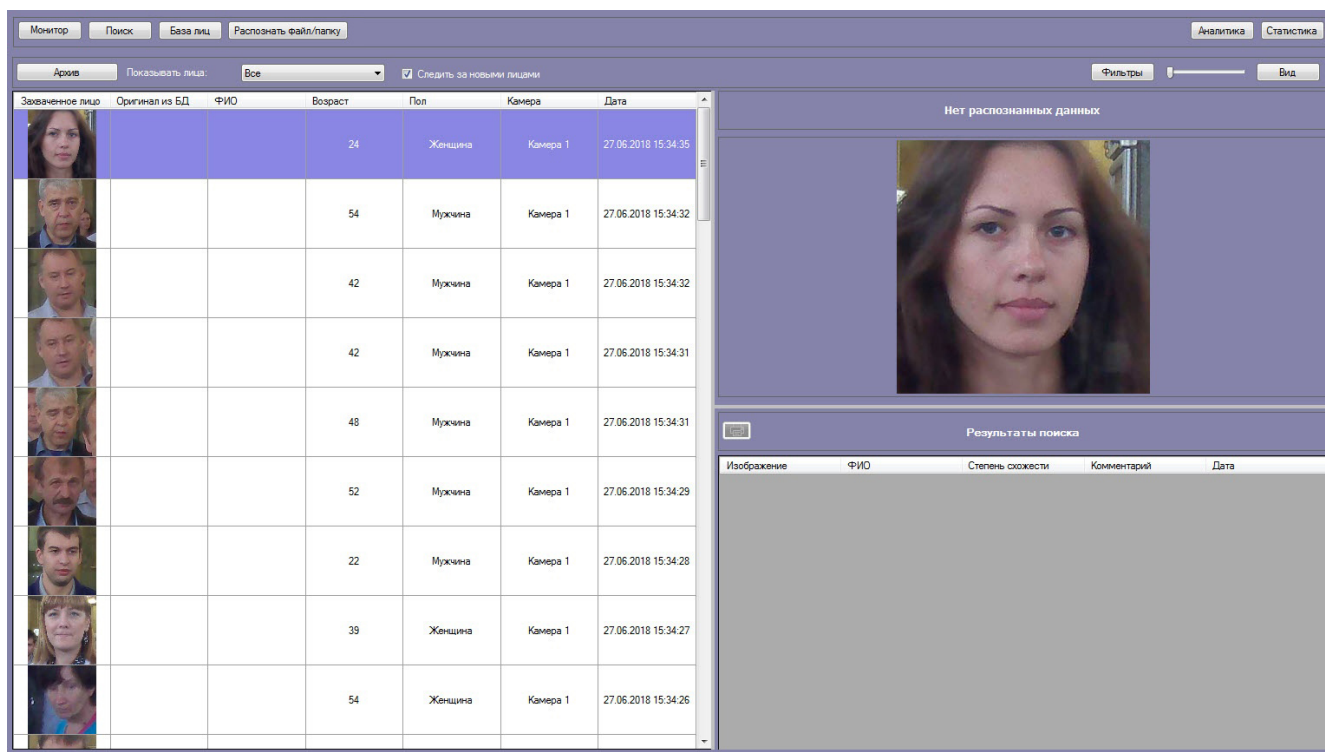 Монитор Поиск База лиц Распознать файл/папку Аналитика Статистика
Архив Показывать лица: Все Следить за новыми лицами Фильтры Вид
Захваченное лицо Оригинал из БД ФИО Возраст Пол Камера Дата
Нет распознанных данных
24 Женщина Камера 1 27.06.2018 15:34:35
54 Мужчина Камера 1 27.06.2018 15:34:32
42 Мужчина Камера 1 27.06.2018 15:34:32
42 Мужчина Камера 1 27.06.2018 15:34:31
48 Мужчина Камера 1 27.06.2018 15:34:31
52 Мужчина Камера 1 27.06.2018 15:34:29
22 Мужчина Камера 1 27.06.2018 15:34:28
39 Женщина Камера 1 27.06.2018 15:34:27
54 Женщина Камера 1 27.06.2018 15:34:26
Результаты поиска
Изображение ФИО Степень схожести Комментарий Дата